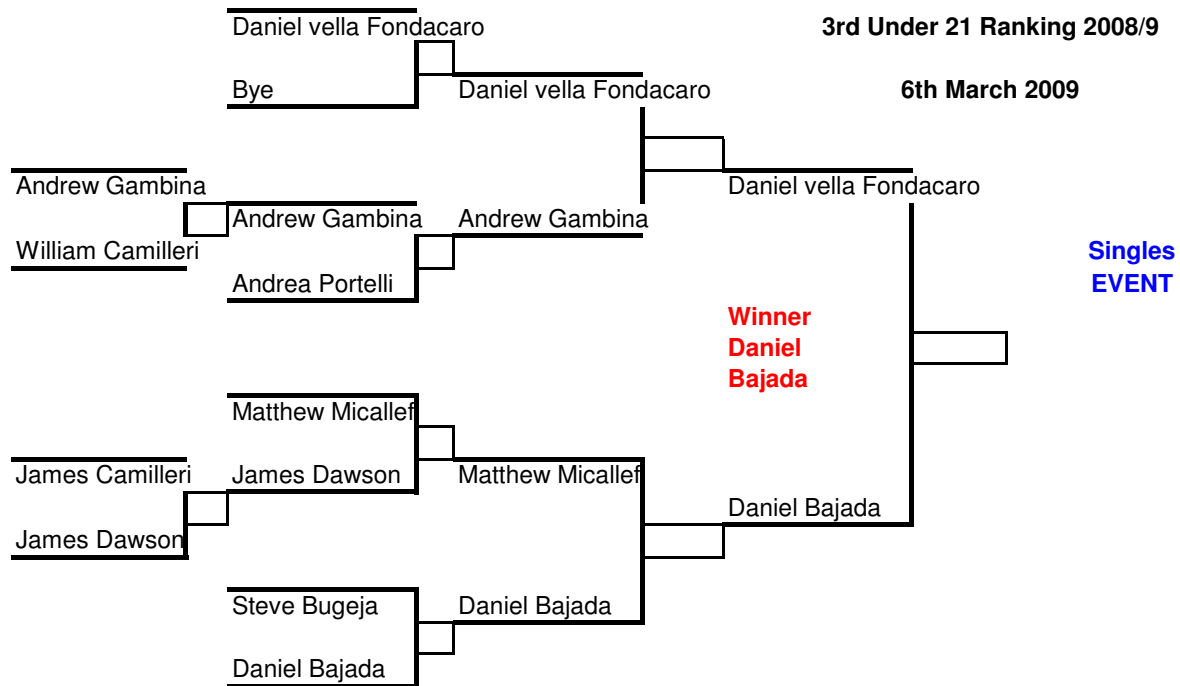 Daniel vella Fondacaro
3rd Under 21 Ranking 2008/9
Bye
Daniel vella Fondacaro
6th March 2009
Andrew Gambina
Daniel vella Fondacaro
Andrew Gambina
Andrew Gambina
William Camilleri
Singles
Andrea Portelli
EVENT
Winner
Daniel
Bajada
Matthew Micallef
James Camilleri
James Dawson
Matthew Micallef
Daniel Bajada
James Dawson
Steve Bugeja
Daniel Bajada
Daniel Bajada